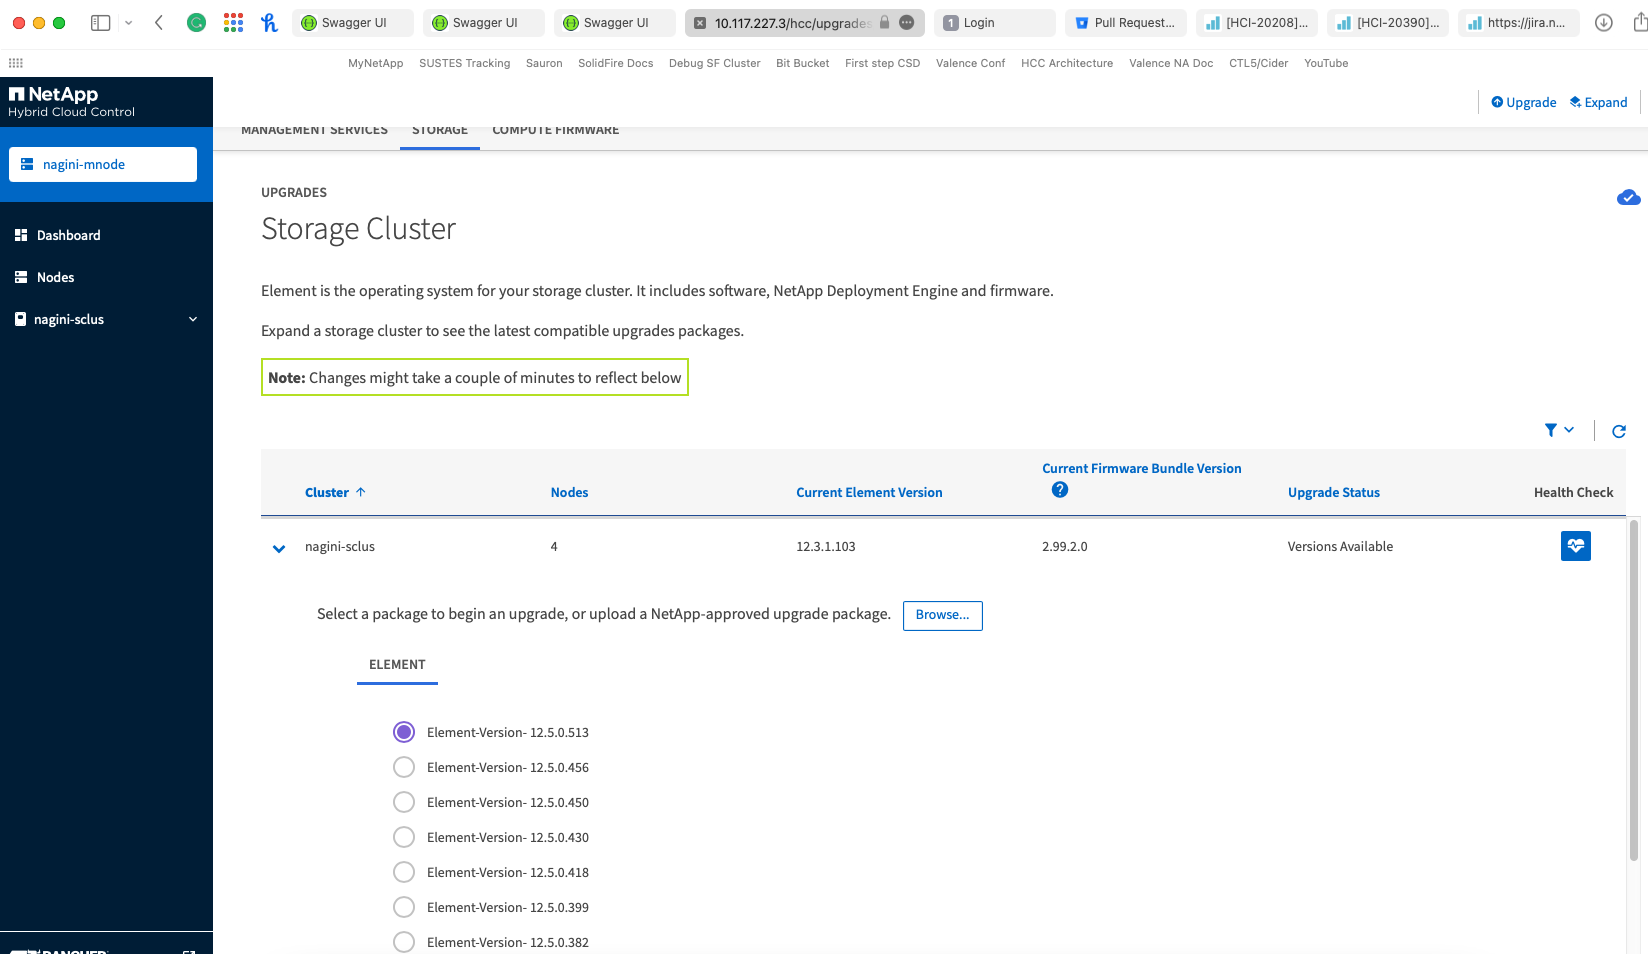 Swagger UI
Swagger UI
Swagger UI
10.117.227.3/hcc/upgrades
1 Login
Pull Request...
[HCI-20208]...
[HCI-20390]...
https://jira.n...
MyNetApp SUSTES Tracking Sauron SolidFire Docs Debug SF Cluster Bit Bucket First step CSD Valence Conf HCC Architecture Valence NA Doc CTL5/Cider YouTube
NetApp
Hybrid Cloud Control
Upgrade Expand
nagini-mnode
Dashboard
Nodes
nagini-sclus
MANAGEMENT SERVICES STORAGE COMPUTE FIRMWARE
UPGRADES
Storage Cluster
Element is the operating system for your storage cluster. It includes software, NetApp Deployment Engine and firmware.
Expand a storage cluster to see the latest compatible upgrades packages.
Note: Changes might take a couple of minutes to reflect below
Cluster Nodes Current Element Version Current Firmware Bundle Version Upgrade Status Health Check
nagini-sclus 4 12.3.1.103 2.99.2.0 Versions Available
Select a package to begin an upgrade, or upload a NetApp-approved upgrade package. Browse...
ELEMENT
Element-Version- 12.5.0.513
Element-Version- 12.5.0.456
Element-Version- 12.5.0.450
Element-Version- 12.5.0.430
Element-Version- 12.5.0.418
Element-Version- 12.5.0.399
Element-Version- 12.5.0.382
RANCHER